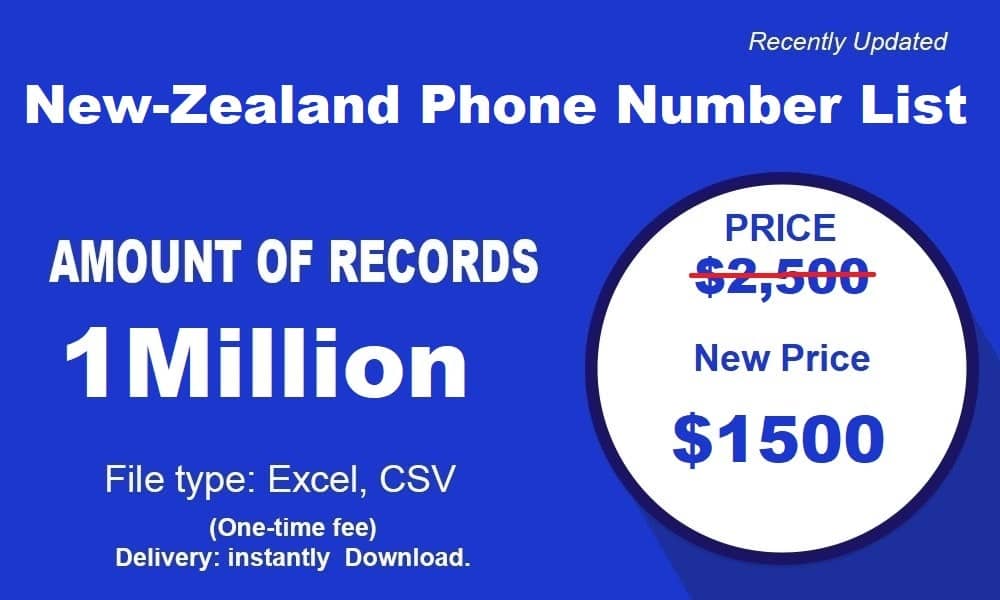 Recently Updated
New-Zealand Phone Number List
AMOUNT OF RECORDS
1Million
File type: Excel, CSV
(One-time fee)
Delivery: instantly Download.
PRICE
$2,500
New Price
$1500